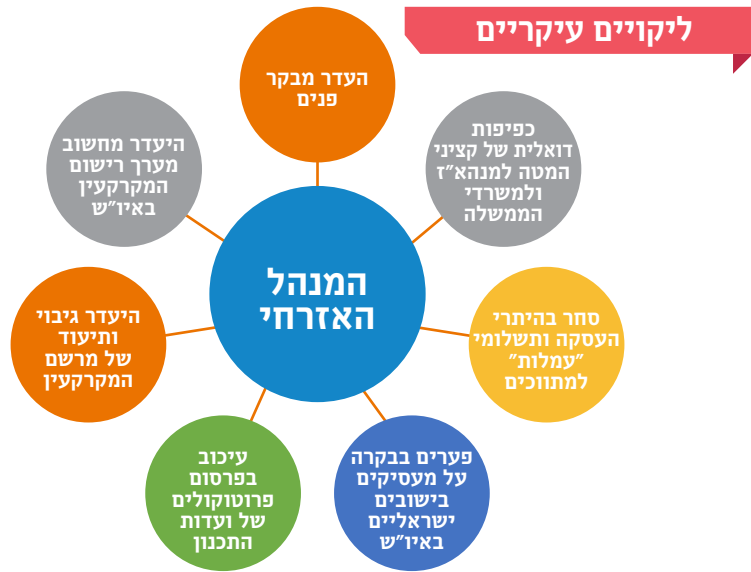 ליקויים עיקריים
העדר מבקר
פנים
כפיפות
דואלית של קציני
המטה למנהא"ז
ולמשרדי
הממשלה
סחר בהיתרי
העסקה ותשלומי
"עמלות"
למתווכים
פערים בבקרה
על מעסיקים
בישובים
ישראליים
באיו"ש
עיכוב
בפרסום
פרוטוקולים
של ועדות
התכנון
היעדר גיבוי
ותיעוד
של מרשם
המקרקעין
היעדר מחשוב
מערך רישום
המקרקעין
באיו"ש
המנהל
האזרחי